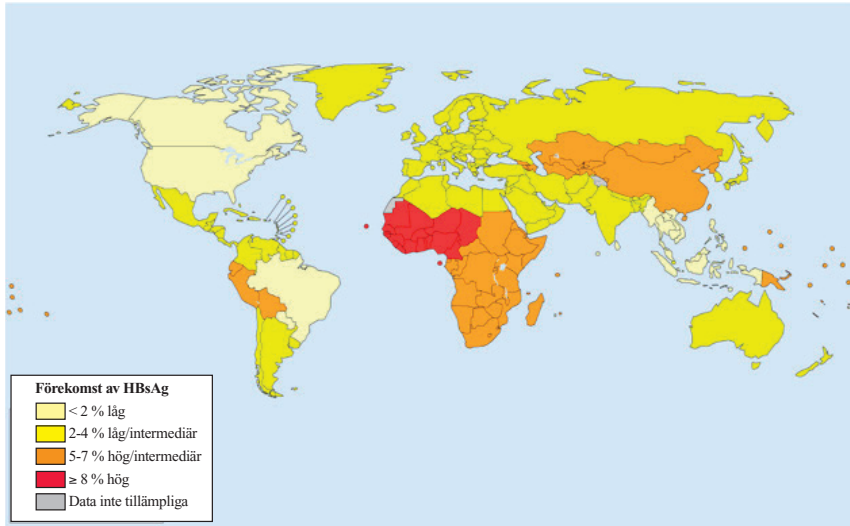 Förekomst av HBsAg
< 2 % låg
2-4 % låg/intermediär
5-7 % hög/intermediär
≥ 8 % hög
Data inte tillämpliga